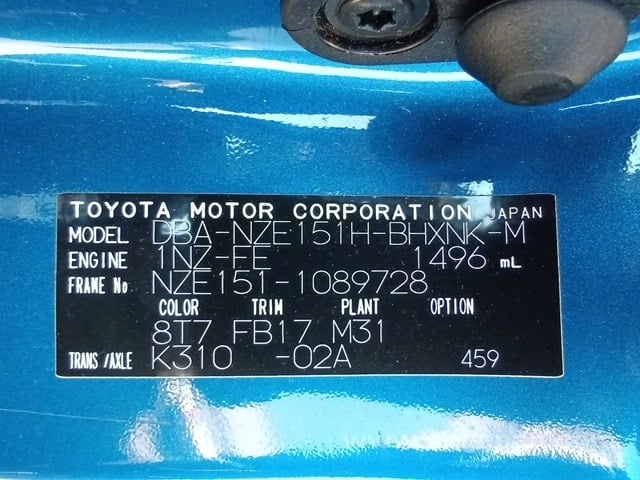 TOYOTA MOTOR CORPORATION JAPAN
MODEL DBA-NZE151H-BHXNK-M
ENGINE 1NZ-FE 1496 mL
FRAME No NZE151-1089728
COLOR TRIM PLANT OPTION
8T7 FB17 M31
TRANS/AXLE K310 -02A 459